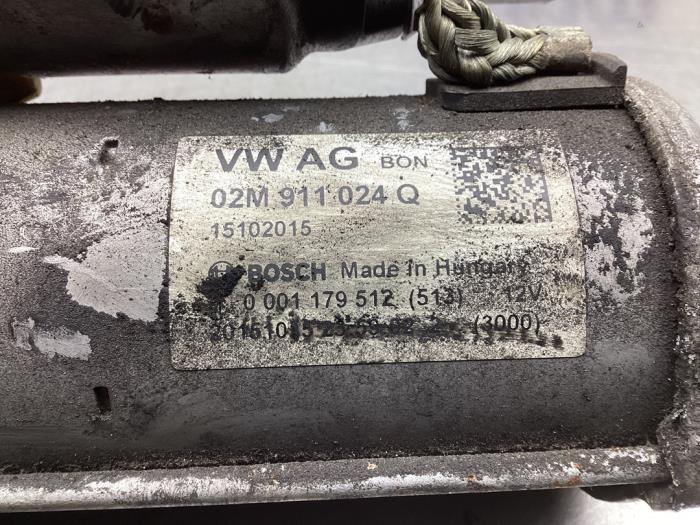 VW AG BON
02M 911 024 Q
15102015
BOSCH Made in Hungary
0 001 179 512 (513) 12V
(3000)